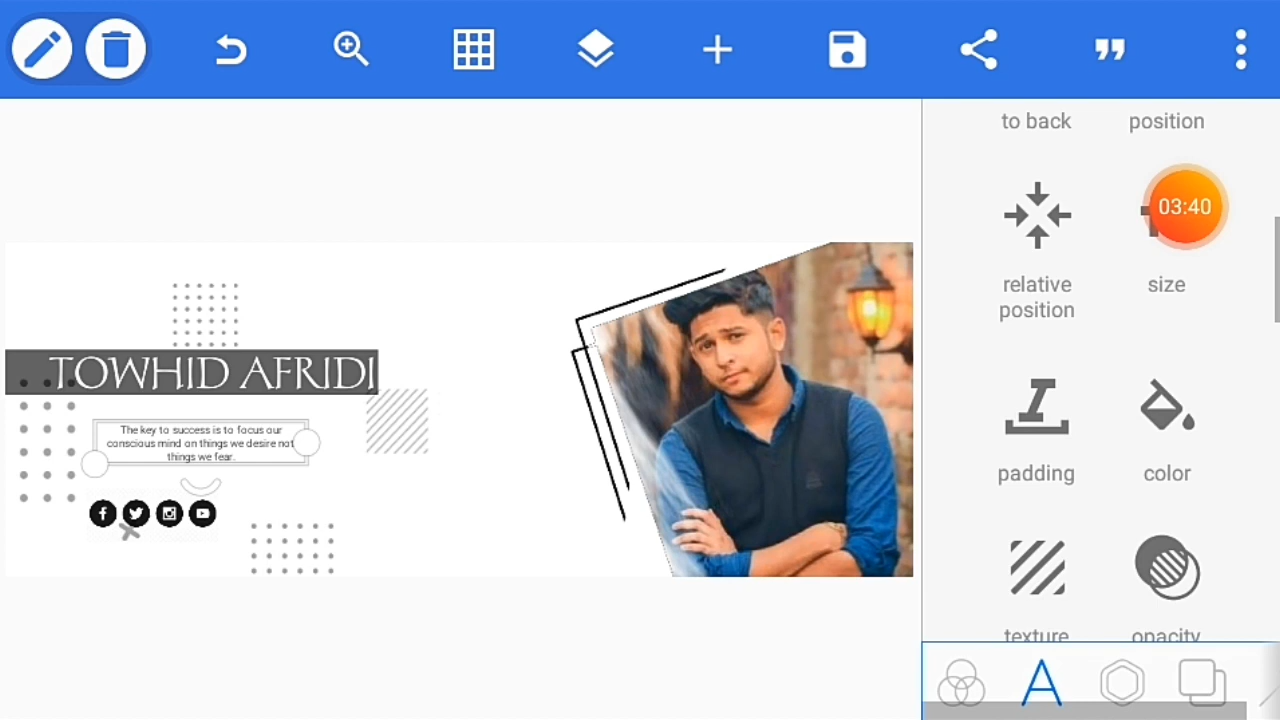 to back
position
03:40
relative
position
size
TOWHID AFRIDI
The key to success is to focus our
conscious mind on things we desire not
things we fear.
padding
color
texture
opacity